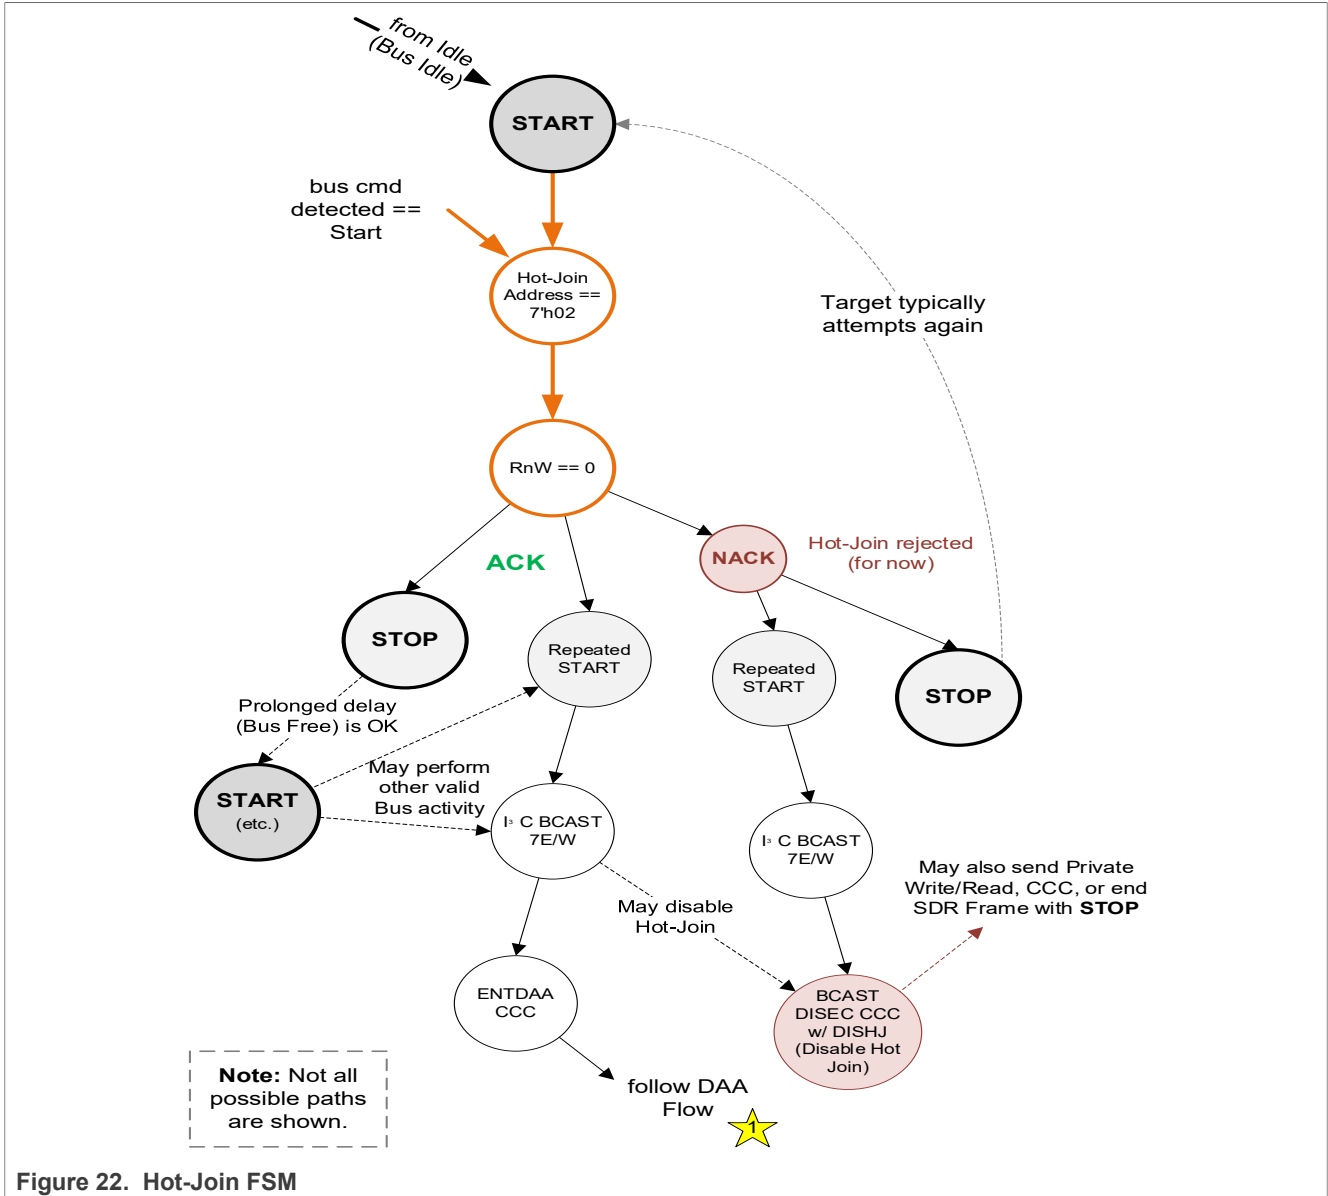 from Idle
(Bus Idle)
START
bus cmd
detected ==
Start
Hot-Join
Address ==
7'h02
Target typically
attempts again
RnW == 0
ACK
NACK
Hot-Join rejected
(for now)
STOP
Repeated
START
Repeated
START
STOP
Prolonged delay
(Bus Free) is OK
START
(etc.)
May perform
other valid
Bus activity
I³ C BCAST
7E/W
I³ C BCAST
7E/W
May also send Private
Write/Read, CCC, or end
SDR Frame with STOP
May disable
Hot-Join
ENTDAA
CCC
BCAST
DISEC CCC
w/ DISHJ
(Disable Hot
Join)
Note: Not all
possible paths
are shown.
follow DAA
Flow
1
Figure 22. Hot-Join FSM